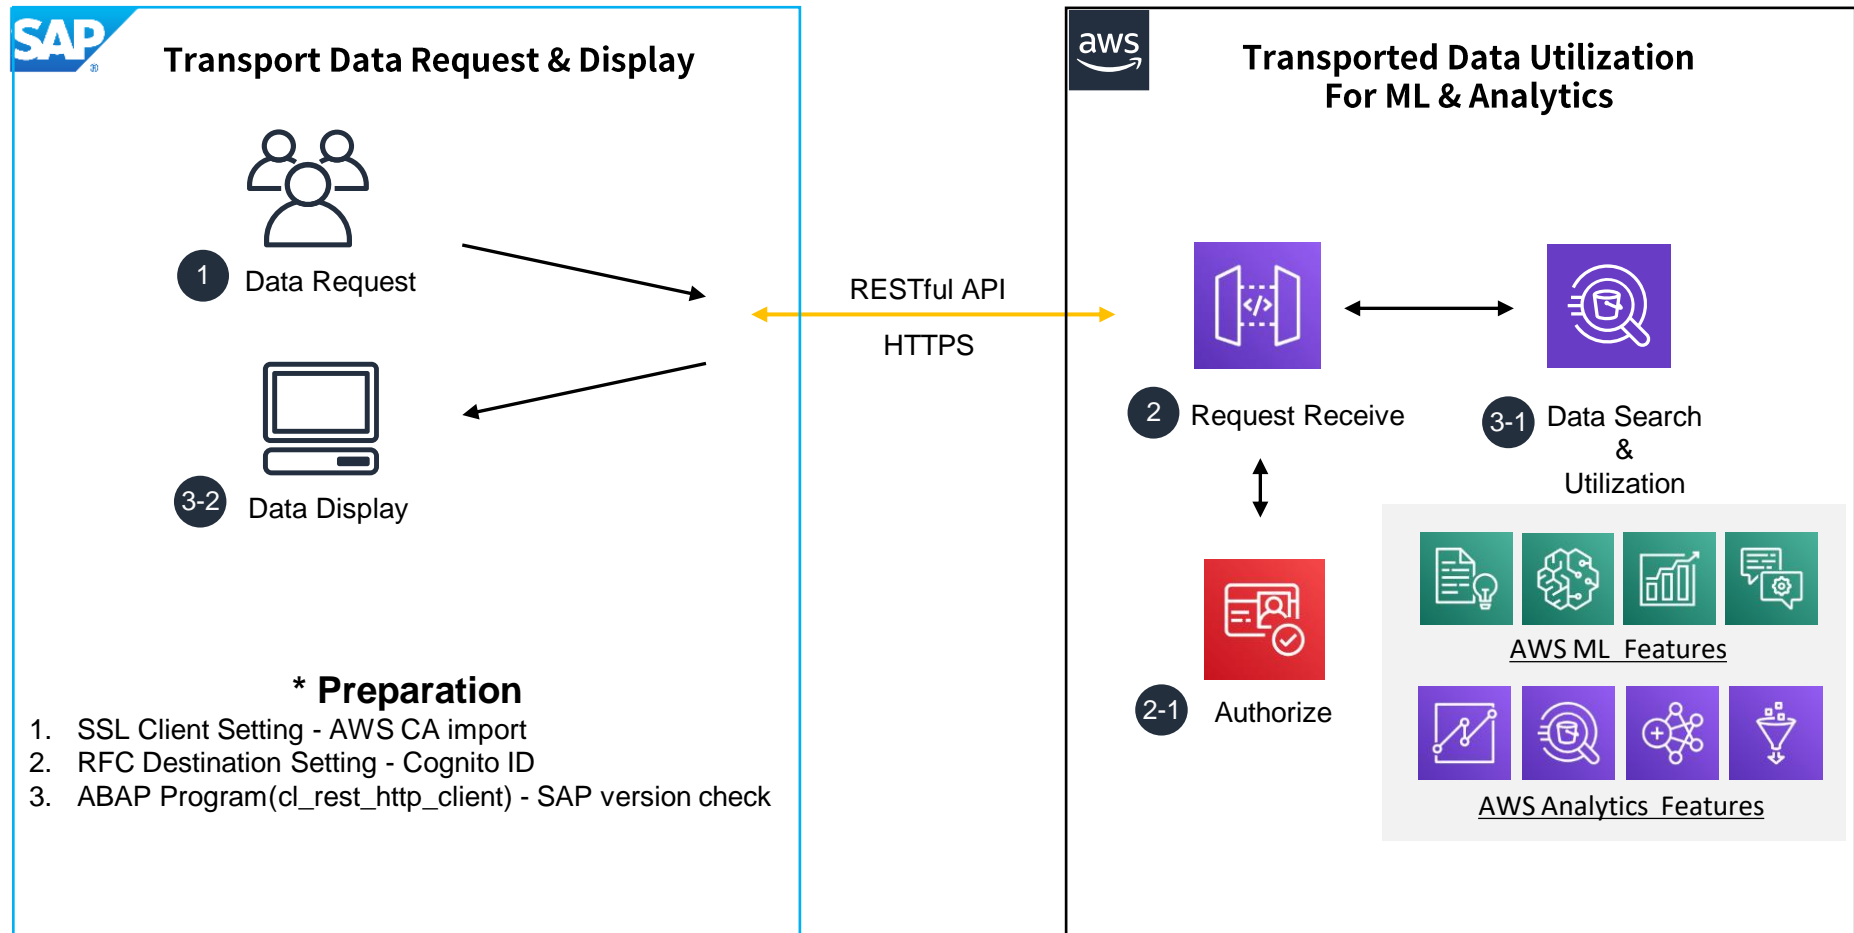 SAP
®
Transport Data Request & Display
1
Data Request
3-2
Data Display
* Preparation
1. SSL Client Setting - AWS CA import
2. RFC Destination Setting - Cognito ID
3. ABAP Program(cl_rest_http_client) - SAP version check
RESTful API
HTTPS
aws
Transported Data Utilization
For ML & Analytics
</>
2
Request Receive
3-1
Data Search
&
Utilization
2-1
Authorize
AWS ML  Features
AWS Analytics  Features